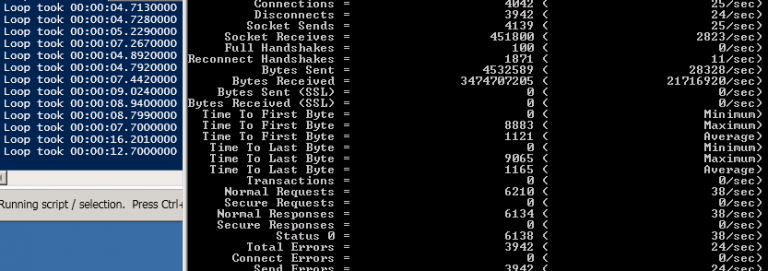 Loop took 00:00:04.7130000
Loop took 00:00:04.7280000
Loop took 00:00:05.2290000
Loop took 00:00:07.2670000
Loop took 00:00:04.8920000
Loop took 00:00:04.7920000
Loop took 00:00:07.4420000
Loop took 00:00:09.0240000
Loop took 00:00:08.9400000
Loop took 00:00:08.7990000
Loop took 00:00:07.7000000
Loop took 00:00:16.2010000
Loop took 00:00:12.7000000
Running script / selection. Press Ctrl+
Connections = 4042 ( 25/sec)
Disconnects = 3942 ( 24/sec)
Socket Sends = 4139 ( 25/sec)
Socket Receives = 451800 ( 2823/sec)
Full Handshakes = 100 ( 0/sec)
Reconnect Handshakes = 1871 ( 11/sec)
Bytes Sent = 4532589 ( 28328/sec)
Bytes Received = 3474707205 ( 21716920/sec)
Bytes Sent (SSL) = 0 ( 0/sec)
Bytes Received (SSL) = 0 ( 0/sec)
Time To First Byte = 0 ( Minimum)
Time To First Byte = 8883 ( Maximum)
Time To First Byte = 1121 ( Average)
Time To Last Byte = 0 ( Minimum)
Time To Last Byte = 9065 ( Maximum)
Time To Last Byte = 1165 ( Average)
Transactions = 0 ( 0/sec)
Normal Requests = 6210 ( 38/sec)
Secure Requests = 0 ( 0/sec)
Normal Responses = 6134 ( 38/sec)
Secure Responses = 0 ( 0/sec)
Status 0 = 6138 ( 38/sec)
Total Errors = 3942 ( 24/sec)
Connect Errors = 0 ( 0/sec)
Send Errors = 3942 ( 24/sec)